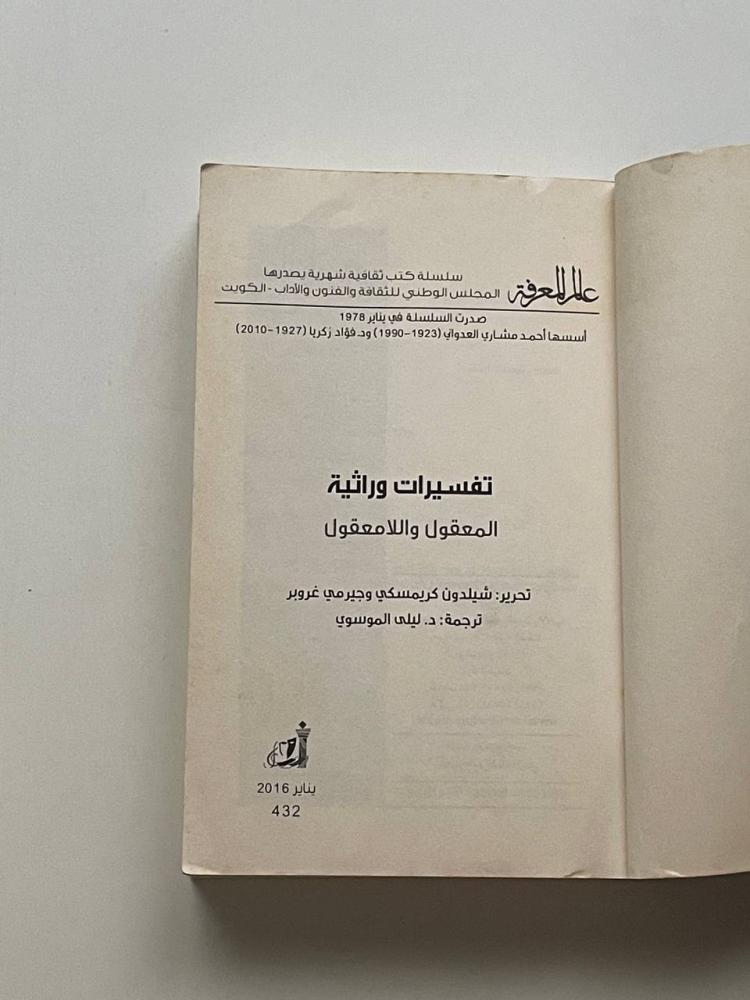 عالم المعرفة
سلسلة كتب ثقافية شهرية يصدرها
المجلس الوطني للثقافة والفنون والآداب - الكويت
صدرت السلسلة في يناير 1978
أسسها أحمد مشاري العدواني (1923-1990) ود.فؤاد زكريا (1927-2010)
تفسيرات وراثية
المعقول واللامعقول
تحرير: شيلدون كريمسكي وجيرمي غروبر
ترجمة: د. ليلى الموسوي
يناير 2016
432